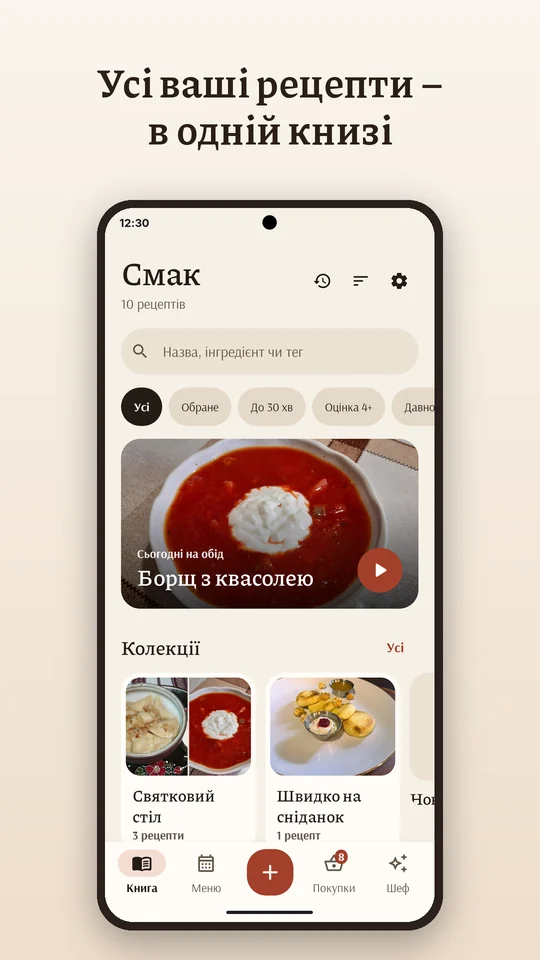 Усі ваші рецепти –
в одній книзі
12:30
Смак
10 рецептів
Назва, інгредієнт чи тег
Усі
Обране
До 30 хв
Оцінка 4+
Давно
Сьогодні на обід
Борщ з квасолею
Колекції
Усі
Святковий
стіл
3 рецепти
Швидко на
сніданок
1 рецепт
8
Книга
Меню
Покупки
Шеф